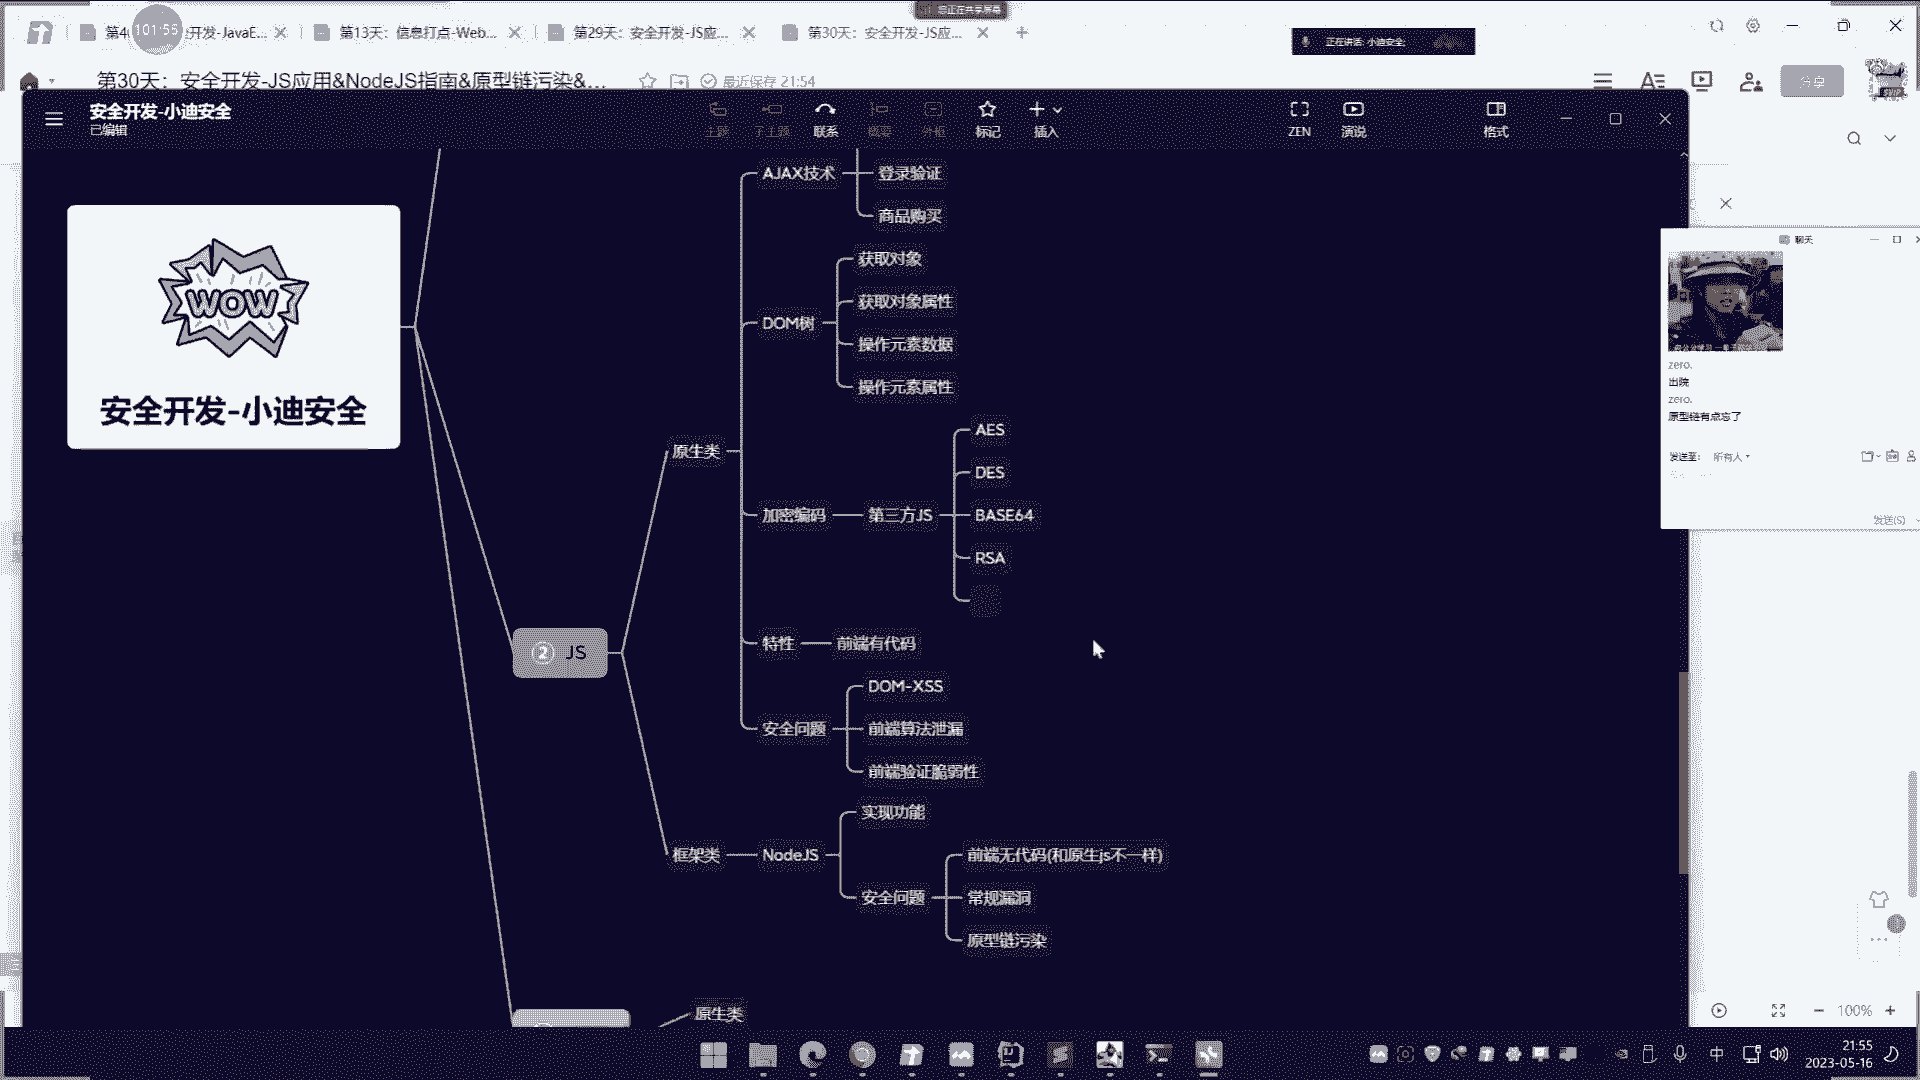 您正在共享屏幕
101:55
开发-JavaE...
第13天：信息打点-Web...
第29天：安全开发-JS应...
第30天：安全开发-JS应...
正在讲话: 小迪安全;
第30天：安全开发-JS应用&NodeJS指南&原型链污染&...
最近保存 21:54
分享
SVIP
安全开发-小迪安全
已编辑
主题
子主题
联系
概要
外框
标记
插入
ZEN
演说
格式
AJAX技术
登录验证
商品购买
获取对象
获取对象属性
DOM树
操作元素数据
操作元素属性
WOW
安全开发-小迪安全
原生类
AES
DES
加密编码
第三方JS
BASE64
RSA
特性
前端有代码
2 JS
DOM-XSS
安全问题
前端算法泄漏
前端验证脆弱性
实现功能
框架类
NodeJS
前端无代码(和原生js不一样)
安全问题
常规漏洞
原型链污染
原生类
聊天
zero.
出院
zero.
原型链有点忘了
发送至:
所有人
发送(S)
100%
中
21:55
2023-05-16